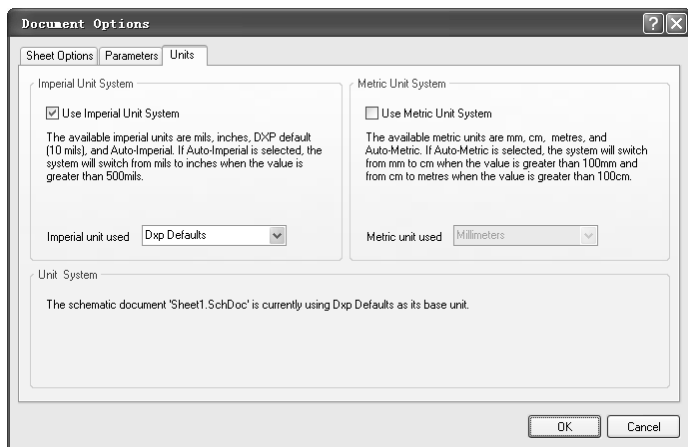 Document Options
Sheet Options Parameters Units
Imperial Unit System
Use Imperial Unit System
The available imperial units are mils, inches, DXP default
(10 mils), and Auto-Imperial. If Auto-Imperial is selected, the
system will switch from mils to inches when the value is
greater than 500mils.
Imperial unit used Dxp Defaults
Metric Unit System
Use Metric Unit System
The available metric units are mm, cm, metres, and
Auto-Metric. If Auto-Metric is selected, the system will switch
from mm to cm when the value is greater than 100mm and
from cm to metres when the value is greater than 100cm.
Metric unit used Millimeters
Unit System
The schematic document 'Sheet1.SchDoc' is currently using Dxp Defaults as its base unit.
OK Cancel